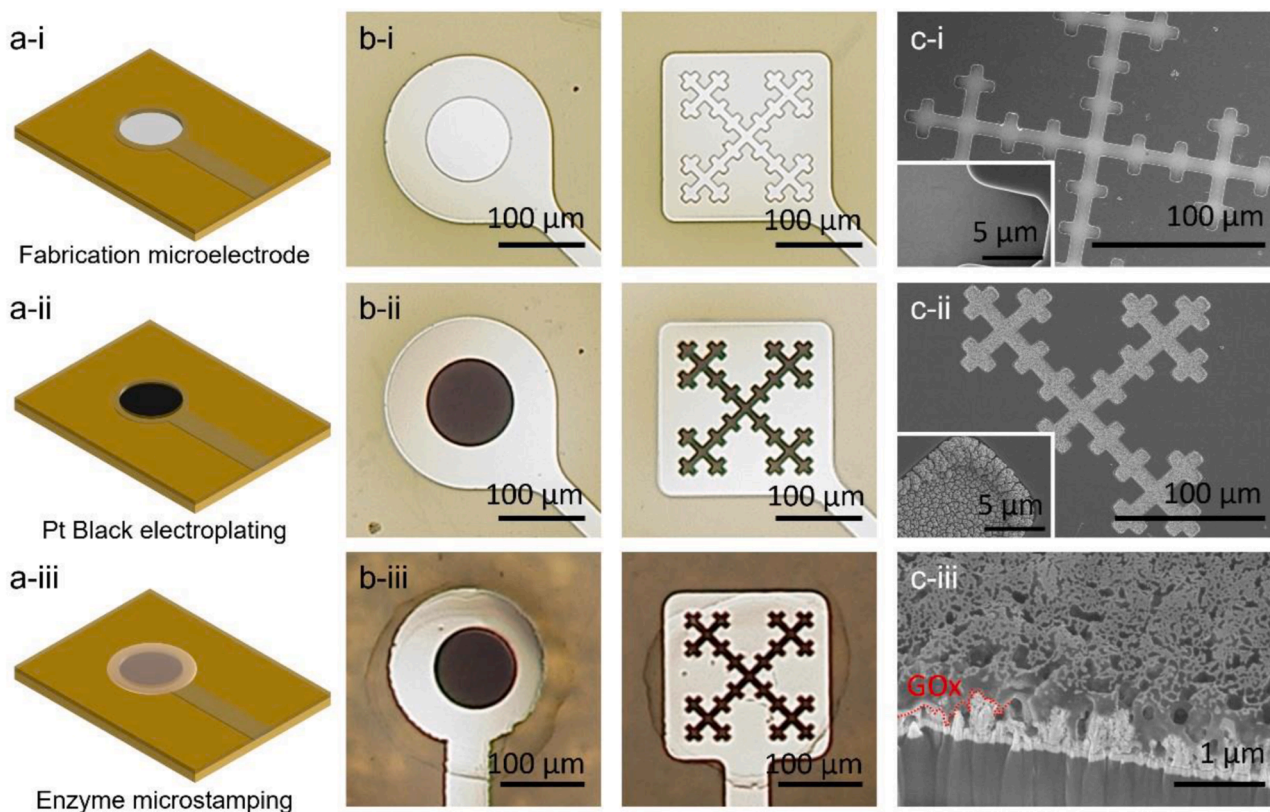 a-i
Fabrication microelectrode
b-i
100 µm
100 µm
c-i
5 µm
100 µm
a-ii
Pt Black electroplating
b-ii
100 µm
100 µm
c-ii
5 µm
100 µm
a-iii
Enzyme microstamping
b-iii
100 µm
100 µm
c-iii
GOx
1 µm